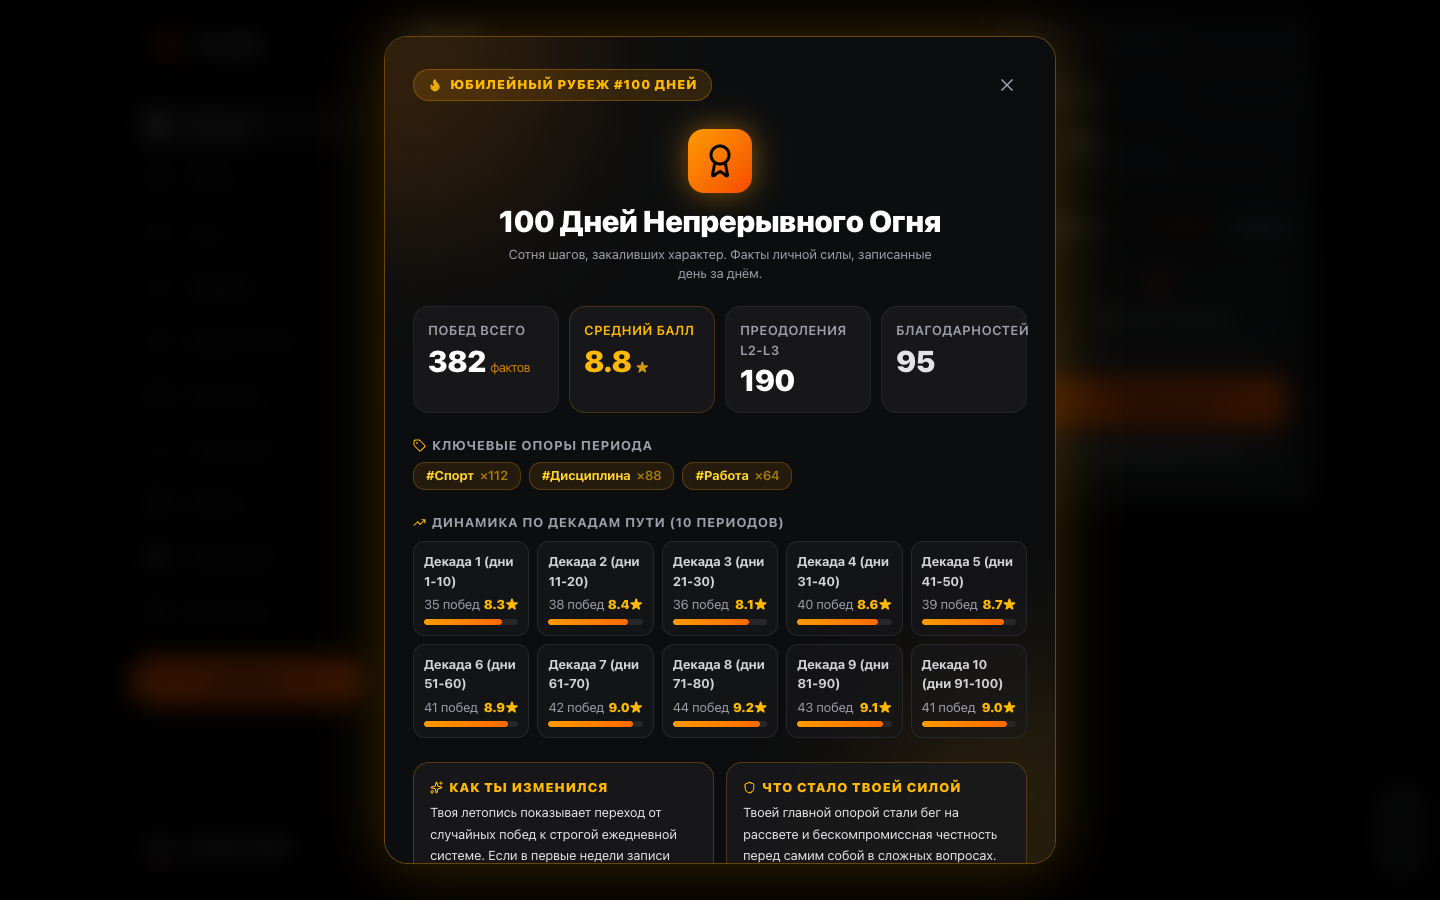 ЮБИЛЕЙНЫЙ РУБЕЖ #100 ДНЕЙ
100 Дней Непрерывного Огня
Сотня шагов, закаливших характер. Факты личной силы, записанные
день за днём.
ПОБЕД ВСЕГО
382 фактов
СРЕДНИЙ БАЛЛ
8.8
ПРЕОДОЛЕНИЯ
L2-L3
190
БЛАГОДАРНОСТЕЙ
95
КЛЮЧЕВЫЕ ОПОРЫ ПЕРИОДА
#Спорт ×112
#Дисциплина ×88
#Работа ×64
ДИНАМИКА ПО ДЕКАДАМ ПУТИ (10 ПЕРИОДОВ)
Декада 1 (дни
1-10)
35 побед 8.3★
Декада 2 (дни
11-20)
38 побед 8.4★
Декада 3 (дни
21-30)
36 побед 8.1★
Декада 4 (дни
31-40)
40 побед 8.6★
Декада 5 (дни
41-50)
39 побед 8.7★
Декада 6 (дни
51-60)
41 побед 8.9★
Декада 7 (дни
61-70)
42 побед 9.0★
Декада 8 (дни
71-80)
44 побед 9.2★
Декада 9 (дни
81-90)
43 побед 9.1★
Декада 10
(дни 91-100)
41 побед 9.0★
КАК ТЫ ИЗМЕНИЛСЯ
Твоя летопись показывает переход от
случайных побед к строгой ежедневной
системе. Если в первые недели записи
ЧТО СТАЛО ТВОЕЙ СИЛОЙ
Твоей главной опорой стали бег на
рассвете и бескомпромиссная честность
перед самим собой в сложных вопросах.